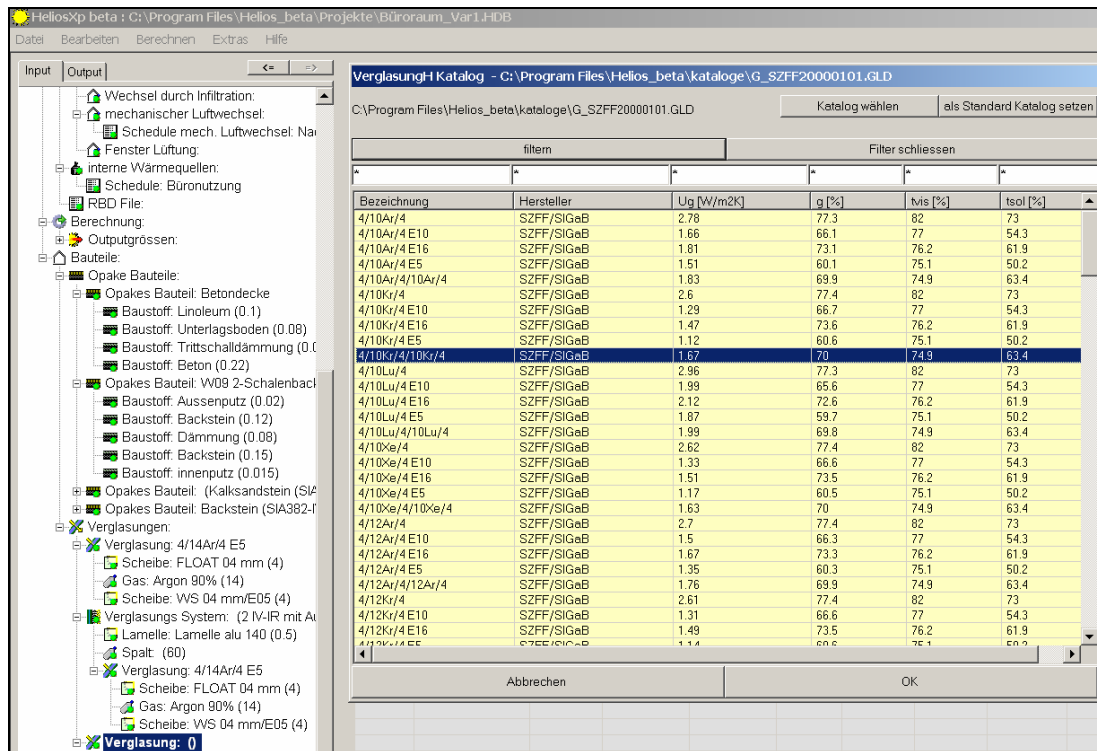 HeliosXp beta : C:\Program Files\Helios_beta\Projekte\Büroraum_Var1.HDB
Datei Bearbeiten Berechnen Extras Hilfe
Input Output <= =>
Wechsel durch Infiltration:
mechanischer Luftwechsel:
Schedule mech. Luftwechsel: Na
Fenster Lüftung:
interne Wärmequellen:
Schedule: Büronutzung
RBD File:
Berechnung:
Outputgrössen:
Bauteile:
Opake Bauteile:
Opakes Bauteil: Betondecke
Baustoff: Linoleum (0.1)
Baustoff: Unterlagsboden (0.08)
Baustoff: Trittschalldämmung (0.0
Baustoff: Beton (0.22)
Opakes Bauteil: W09 2-Schalenback
Baustoff: Aussenputz (0.02)
Baustoff: Backstein (0.12)
Baustoff: Dämmung (0.08)
Baustoff: Backstein (0.15)
Baustoff: innenputz (0.015)
Opakes Bauteil: (Kalksandstein (SIA
Opakes Bauteil: Backstein (SIA382-
Verglasungen:
Verglasung: 4/14Ar/4 E5
Scheibe: FLOAT 04 mm (4)
Gas: Argon 90% (14)
Scheibe: WS 04 mm/E05 (4)
Verglasungs System: (2 IV-IR mit Au
Lamelle: Lamelle alu 140 (0.5)
Spalt: (60)
Verglasung: 4/14Ar/4 E5
Scheibe: FLOAT 04 mm (4)
Gas: Argon 90% (14)
Scheibe: WS 04 mm/E05 (4)
Verglasung: ()
VerglasungH Katalog - C:\Program Files\Helios_beta\kataloge\G_SZFF20000101.GLD
C:\Program Files\Helios_beta\kataloge\G_SZFF20000101.GLD Katalog wählen als Standard Katalog setzen
filtern Filter schliessen
* * * * * *
Bezeichnung Hersteller Ug [W/m2K] g [%] tvis [%] tsol [%]
4/10Ar/4 SZFF/SIGaB 2.78 77.3 82 73
4/10Ar/4 E10 SZFF/SIGaB 1.66 66.1 77 54.3
4/10Ar/4 E16 SZFF/SIGaB 1.81 73.1 76.2 61.9
4/10Ar/4 E5 SZFF/SIGaB 1.51 60.1 75.1 50.2
4/10Ar/4/10Ar/4 SZFF/SIGaB 1.83 69.9 74.9 63.4
4/10Kr/4 SZFF/SIGaB 2.6 77.4 82 73
4/10Kr/4 E10 SZFF/SIGaB 1.29 66.7 77 54.3
4/10Kr/4 E16 SZFF/SIGaB 1.47 73.6 76.2 61.9
4/10Kr/4 E5 SZFF/SIGaB 1.12 60.6 75.1 50.2
4/10Kr/4/10Kr/4 SZFF/SIGaB 1.67 70 74.9 63.4
4/10Lu/4 SZFF/SIGaB 2.96 77.3 82 73
4/10Lu/4 E10 SZFF/SIGaB 1.99 65.6 77 54.3
4/10Lu/4 E16 SZFF/SIGaB 2.12 72.6 76.2 61.9
4/10Lu/4 E5 SZFF/SIGaB 1.87 59.7 75.1 50.2
4/10Lu/4/10Lu/4 SZFF/SIGaB 1.99 69.8 74.9 63.4
4/10Xe/4 SZFF/SIGaB 2.62 77.4 82 73
4/10Xe/4 E10 SZFF/SIGaB 1.33 66.6 77 54.3
4/10Xe/4 E16 SZFF/SIGaB 1.51 73.5 76.2 61.9
4/10Xe/4 E5 SZFF/SIGaB 1.17 60.5 75.1 50.2
4/10Xe/4/10Xe/4 SZFF/SIGaB 1.63 70 74.9 63.4
4/12Ar/4 SZFF/SIGaB 2.7 77.4 82 73
4/12Ar/4 E10 SZFF/SIGaB 1.5 66.3 77 54.3
4/12Ar/4 E16 SZFF/SIGaB 1.67 73.3 76.2 61.9
4/12Ar/4 E5 SZFF/SIGaB 1.35 60.3 75.1 50.2
4/12Ar/4/12Ar/4 SZFF/SIGaB 1.76 69.9 74.9 63.4
4/12Kr/4 SZFF/SIGaB 2.61 77.4 82 73
4/12Kr/4 E10 SZFF/SIGaB 1.31 66.6 77 54.3
4/12Kr/4 E16 SZFF/SIGaB 1.49 73.5 76.2 61.9
4/12Kr/4 E5 SZFF/SIGaB 1.14 60.6 75.1 50.2
Abbrechen OK